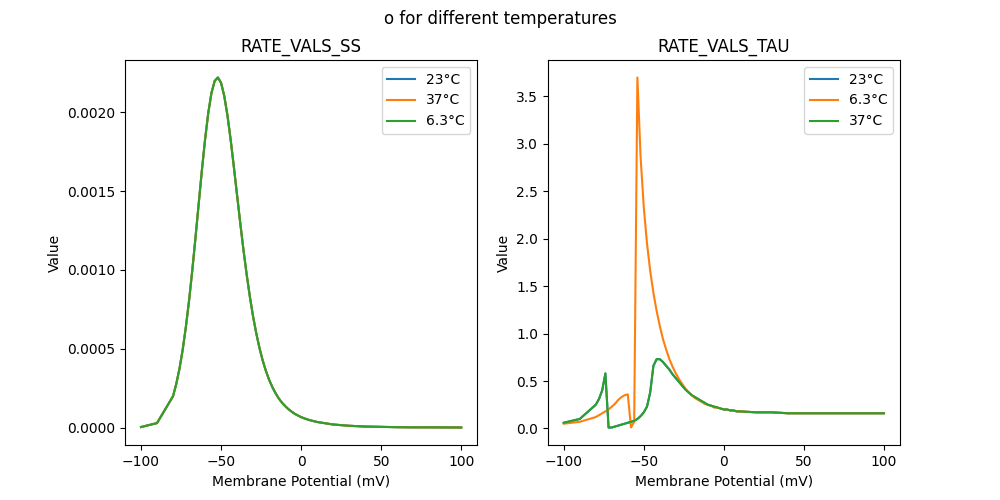 o for different temperatures
RATE_VALS_SS
RATE_VALS_TAU
23°C
37°C
6.3°C
23°C
6.3°C
37°C
Value
0.0020
0.0015
0.0010
0.0005
0.0000
−100
−50
0
50
100
Membrane Potential (mV)
Value
3.5
3.0
2.5
2.0
1.5
1.0
0.5
0.0
−100
−50
0
50
100
Membrane Potential (mV)